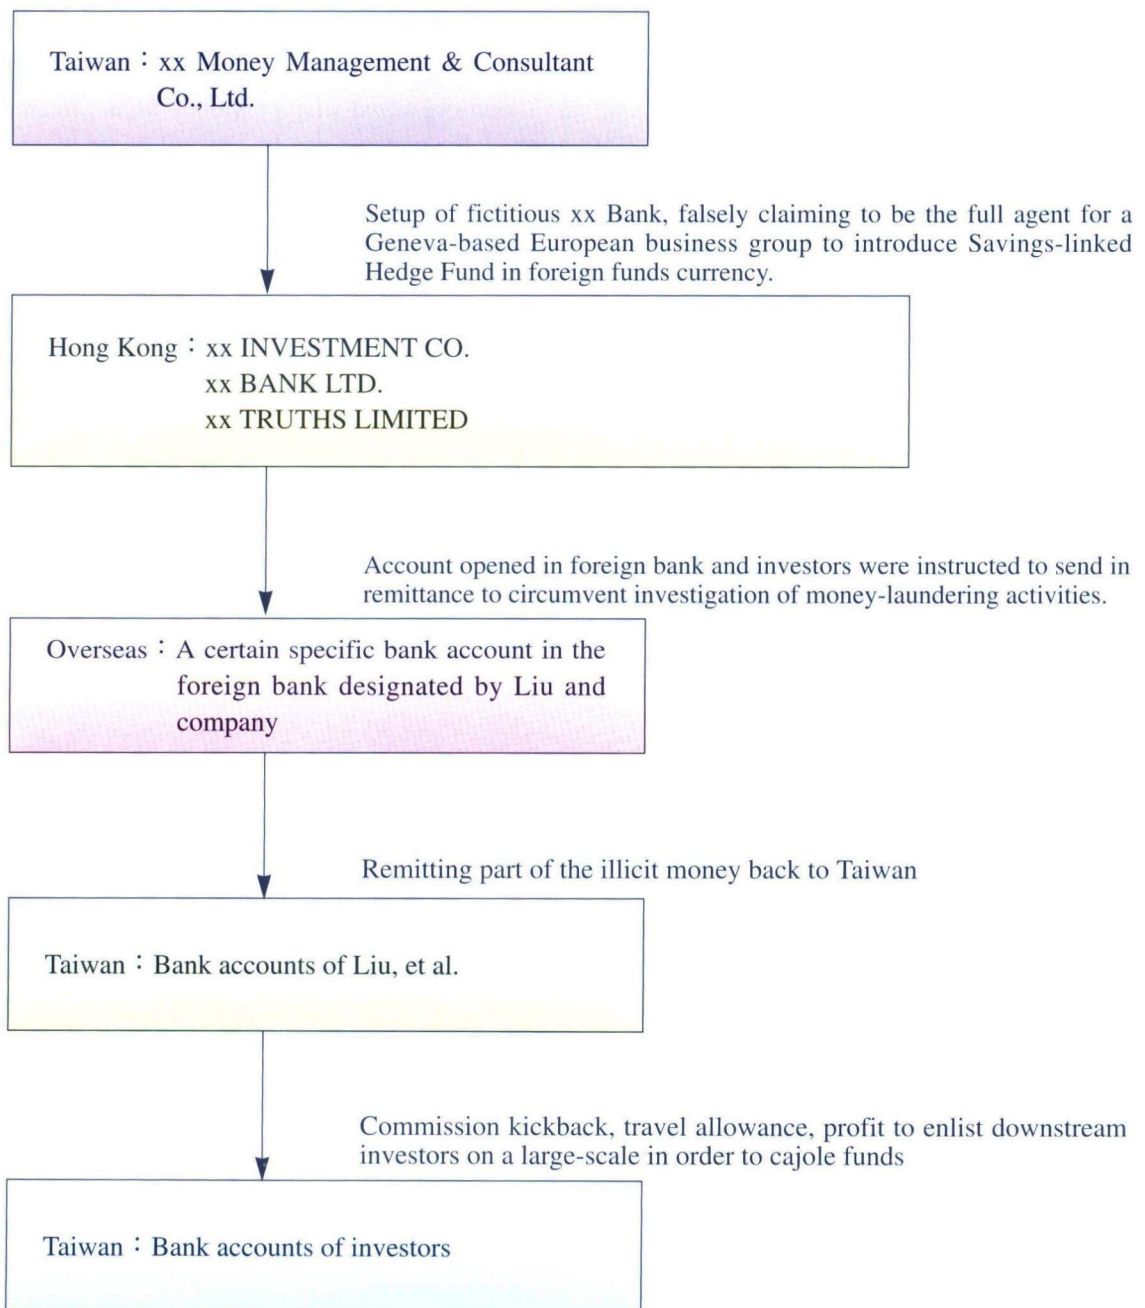 Taiwan：xx Money Management & Consultant
Co., Ltd.
Setup of fictitious xx Bank, falsely claiming to be the full agent for a
Geneva-based European business group to introduce Savings-linked
Hedge Fund in foreign funds currency.
Hong Kong：xx INVESTMENT CO.
xx BANK LTD.
xx TRUTHS LIMITED
Account opened in foreign bank and investors were instructed to send in
remittance to circumvent investigation of money-laundering activities.
Overseas：A certain specific bank account in the
foreign bank designated by Liu and
company
Remitting part of the illicit money back to Taiwan
Taiwan：Bank accounts of Liu, et al.
Commission kickback, travel allowance, profit to enlist downstream
investors on a large-scale in order to cajole funds
Taiwan：Bank accounts of investors